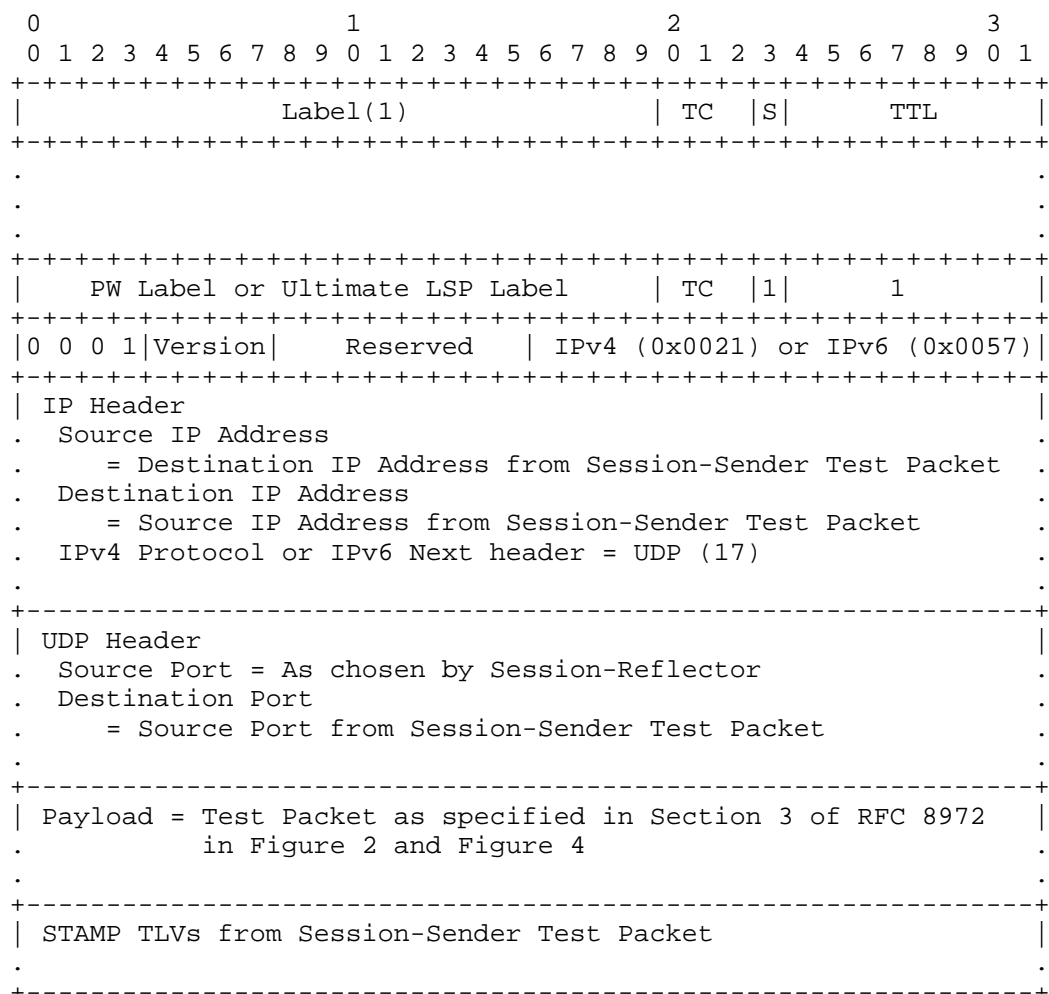 0                   1                   2                   3
 0 1 2 3 4 5 6 7 8 9 0 1 2 3 4 5 6 7 8 9 0 1 2 3 4 5 6 7 8 9 0 1
+-+-+-+-+-+-+-+-+-+-+-+-+-+-+-+-+-+-+-+-+-+-+-+-+-+-+-+-+-+-+-+-+
|                Label(1)               | TC  |S|      TTL      |
+-+-+-+-+-+-+-+-+-+-+-+-+-+-+-+-+-+-+-+-+-+-+-+-+-+-+-+-+-+-+-+-+
.                                                               .
.                                                               .
.                                                               .
+-+-+-+-+-+-+-+-+-+-+-+-+-+-+-+-+-+-+-+-+-+-+-+-+-+-+-+-+-+-+-+-+
|    PW Label or Ultimate LSP Label     | TC  |1|      1        |
+-+-+-+-+-+-+-+-+-+-+-+-+-+-+-+-+-+-+-+-+-+-+-+-+-+-+-+-+-+-+-+-+
|0 0 0 1|Version|    Reserved   | IPv4 (0x0021) or IPv6 (0x0057)|
+-+-+-+-+-+-+-+-+-+-+-+-+-+-+-+-+-+-+-+-+-+-+-+-+-+-+-+-+-+-+-+-+
| IP Header                                                     |
.  Source IP Address                                            .
.     = Destination IP Address from Session-Sender Test Packet  .
.  Destination IP Address                                       .
.     = Source IP Address from Session-Sender Test Packet       .
.  IPv4 Protocol or IPv6 Next header = UDP (17)                 .
.                                                               .
+---------------------------------------------------------------+
| UDP Header                                                    |
.  Source Port = As chosen by Session-Reflector                 .
.  Destination Port                                             .
.     = Source Port from Session-Sender Test Packet             .
.                                                               .
+---------------------------------------------------------------+
| Payload = Test Packet as specified in Section 3 of RFC 8972   |
.           in Figure 2 and Figure 4                            .
.                                                               .
+---------------------------------------------------------------+
| STAMP TLVs from Session-Sender Test Packet                    |
.                                                               .
+---------------------------------------------------------------+